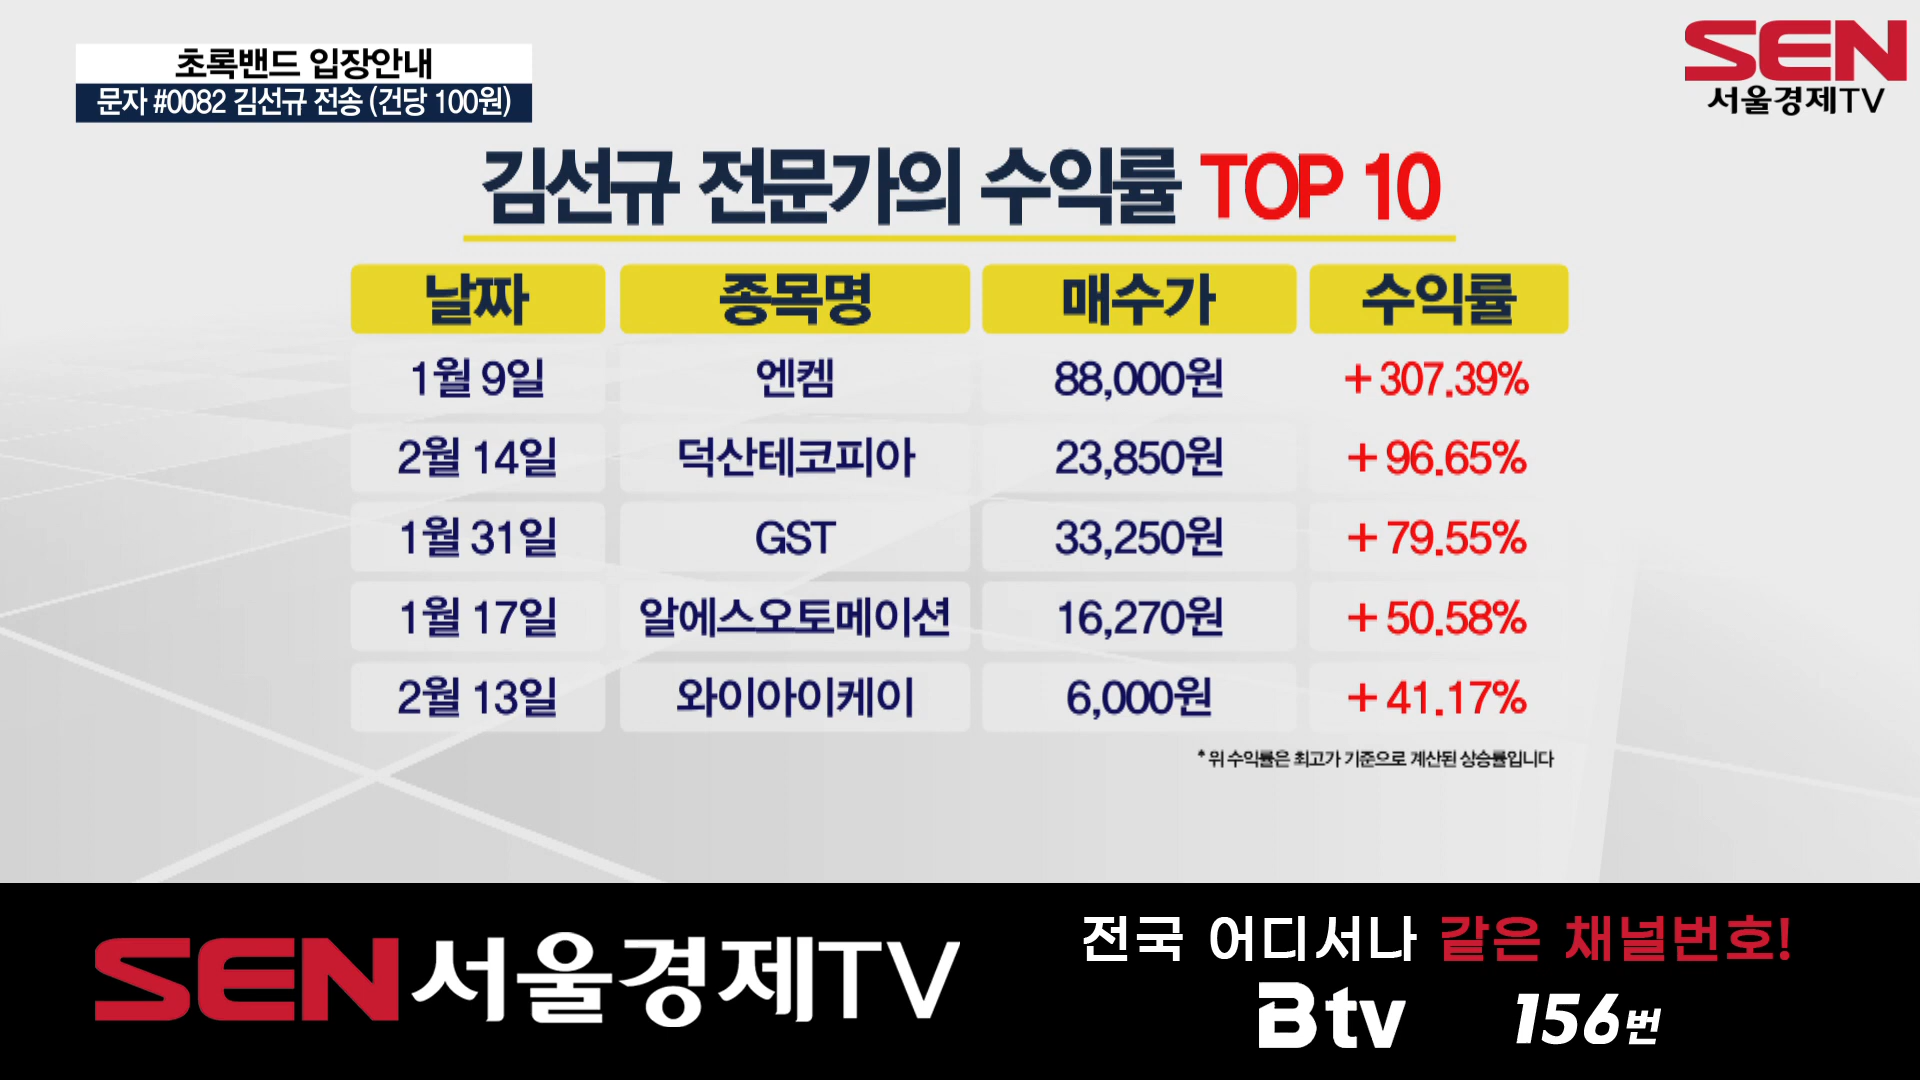 초록밴드 입장안내
문자 #0082 김선규 전송 (건당 100원)
SEN
서울경제TV
김선규 전문가의 수익률 TOP 10
날짜 종목명 매수가 수익률
1월 9일 엔켐 88,000원 +307.39%
2월 14일 덕산테코피아 23,850원 +96.65%
1월 31일 GST 33,250원 +79.55%
1월 17일 알에스오토메이션 16,270원 +50.58%
2월 13일 와이아이케이 6,000원 +41.17%
* 위 수익률은 최고가 기준으로 계산된 상승률입니다
SEN 서울경제TV
전국 어디서나 같은 채널번호!
B tv 156번